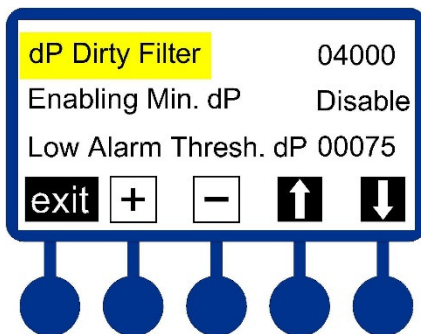 dP Dirty Filter 04000
Enabling Min. dP Disable
Low Alarm Thresh. dP 00075
exit + − ↑ ↓